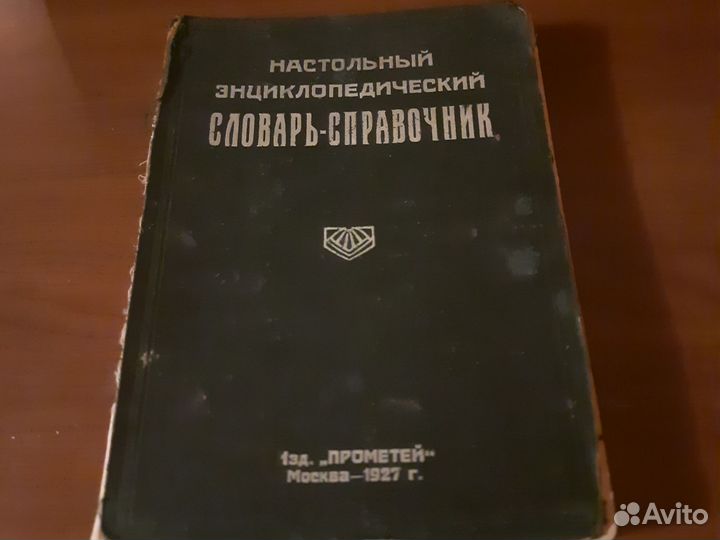 НАСТОЛЬНЫЙ
ЭНЦИКЛОПЕДИЧЕСКИЙ
СЛОВАРЬ-СПРАВОЧНИК
Изд. „ПРОМЕТЕЙ“
Москва—1927 г.
Avito